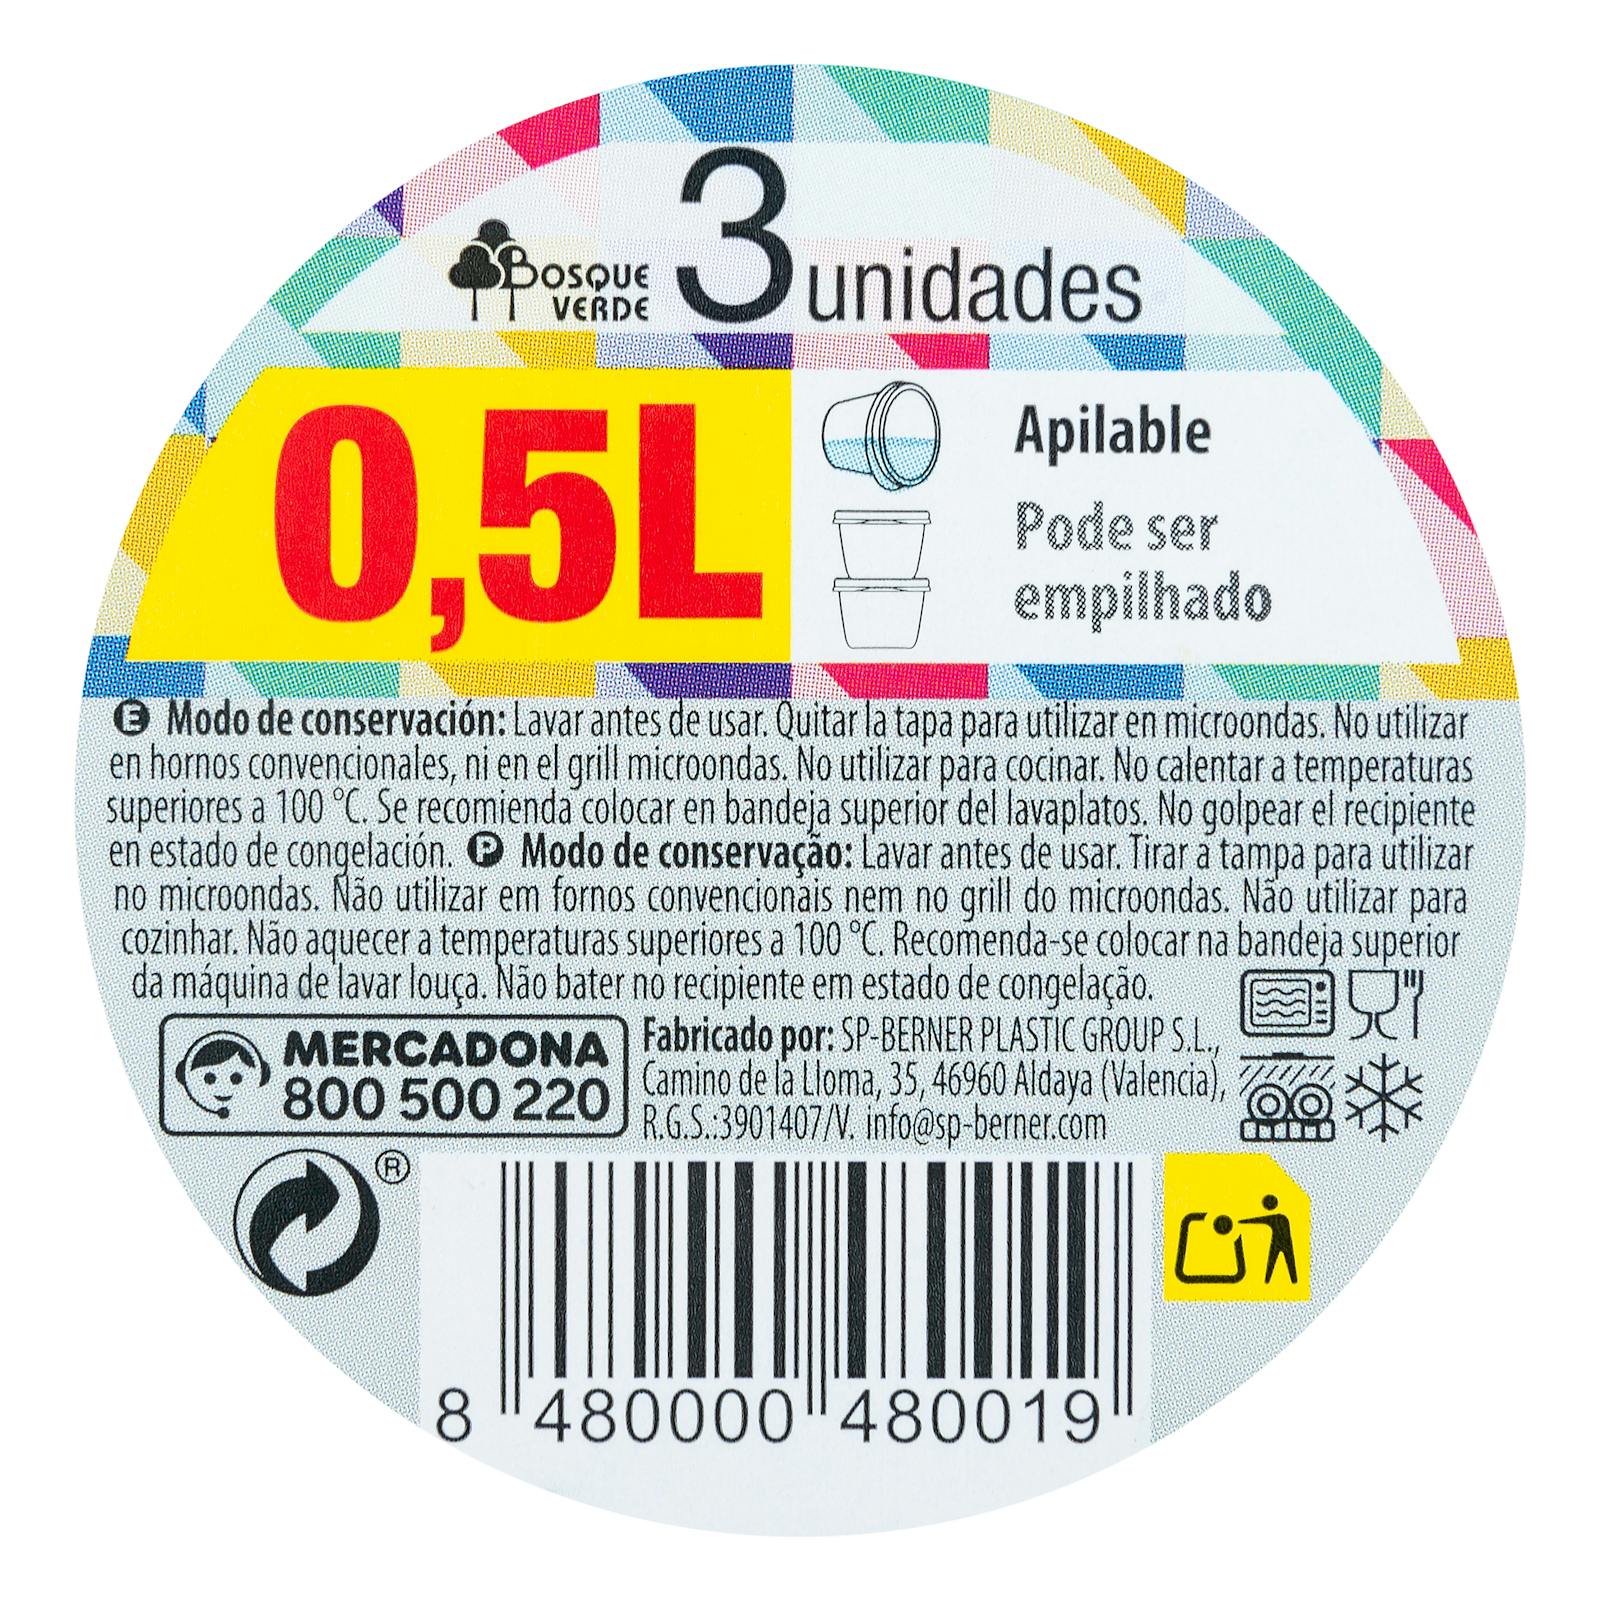 BOSQUE
VERDE
3 unidades
0,5L
Apilable
Pode ser
empilhado
E Modo de conservación: Lavar antes de usar. Quitar la tapa para utilizar en microondas. No utilizar
en hornos convencionales, ni en el grill microondas. No utilizar para cocinar. No calentar a temperaturas
superiores a 100 °C. Se recomienda colocar en bandeja superior del lavaplatos. No golpear el recipiente
en estado de congelación. P Modo de conservação: Lavar antes de usar. Tirar a tampa para utilizar
no microondas. Não utilizar em fornos convencionais nem no grill do microondas. Não utilizar para
cozinhar. Não aquecer a temperaturas superiores a 100 °C. Recomenda-se colocar na bandeja superior
da máquina de lavar louça. Não bater no recipiente em estado de congelação.
MERCADONA
800 500 220
Fabricado por: SP-BERNER PLASTIC GROUP S.L.,
Camino de la Lloma, 35, 46960 Aldaya (Valencia),
R.G.S.:3901407/V. info@sp-berner.com
®
8 480000 480019